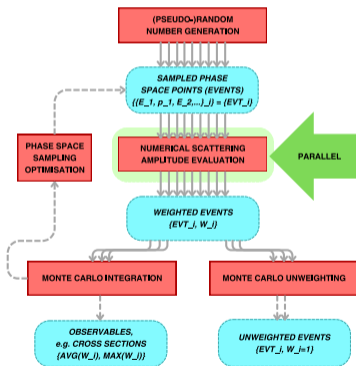 (PSEUDO-)RANDOM
NUMBER GENERATION
SAMPLED PHASE
SPACE POINTS (EVENTS)
{(E_1, p_1, E_2,...)_i} = {EVT_i}
PHASE SPACE
SAMPLING
OPTIMISATION
NUMERICAL SCATTERING
AMPLITUDE EVALUATION
PARALLEL
WEIGHTED EVENTS
{EVT_i, W_i}
MONTE CARLO INTEGRATION
MONTE CARLO UNWEIGHTING
OBSERVABLES,
e.g. CROSS SECTIONS
{AVG(W_i), MAX(W_i)}
UNWEIGHTED EVENTS
{EVT_i, W_i=1}